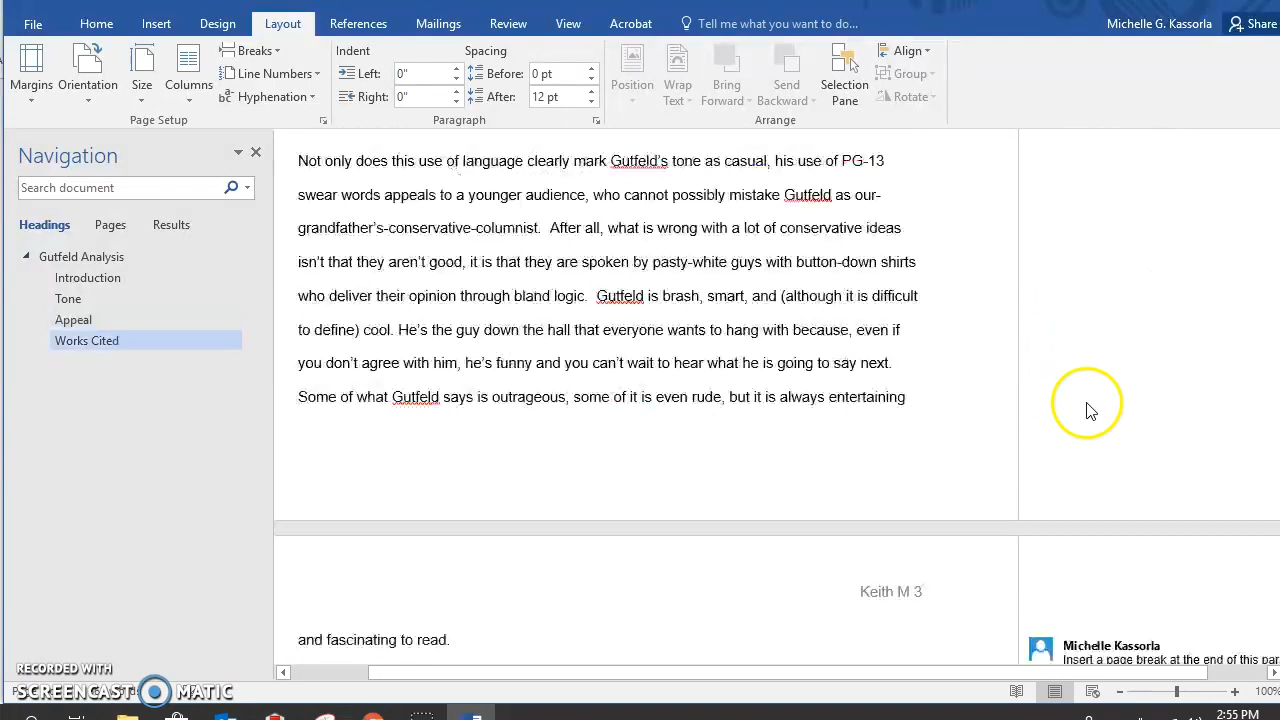 File Home Insert Design Layout References Mailings Review View Acrobat Tell me what you want to do... Michelle G. Kassorla Share
Margins Orientation Size Columns
Breaks
Line Numbers
Hyphenation
Page Setup
Indent Spacing
Left: 0" Before: 0 pt
Right: 0" After: 12 pt
Paragraph
Position Wrap Text Bring Forward Send Backward Selection Pane
Align
Group
Rotate
Arrange
Navigation
Search document
Headings Pages Results
Gutfeld Analysis
Introduction
Tone
Appeal
Works Cited
Not only does this use of language clearly mark Gutfeld's tone as casual, his use of PG-13
swear words appeals to a younger audience, who cannot possibly mistake Gutfeld as our-
grandfather's-conservative-columnist.  After all, what is wrong with a lot of conservative ideas
isn't that they aren't good, it is that they are spoken by pasty-white guys with button-down shirts
who deliver their opinion through bland logic.  Gutfeld is brash, smart, and (although it is difficult
to define) cool. He's the guy down the hall that everyone wants to hang with because, even if
you don't agree with him, he's funny and you can't wait to hear what he is going to say next.
Some of what Gutfeld says is outrageous, some of it is even rude, but it is always entertaining
Keith M 3
and fascinating to read.
Michelle Kassorla
Insert a page break at the end of this par
RECORDED WITH
SCREENCAST MATIC
100%
2:55 PM